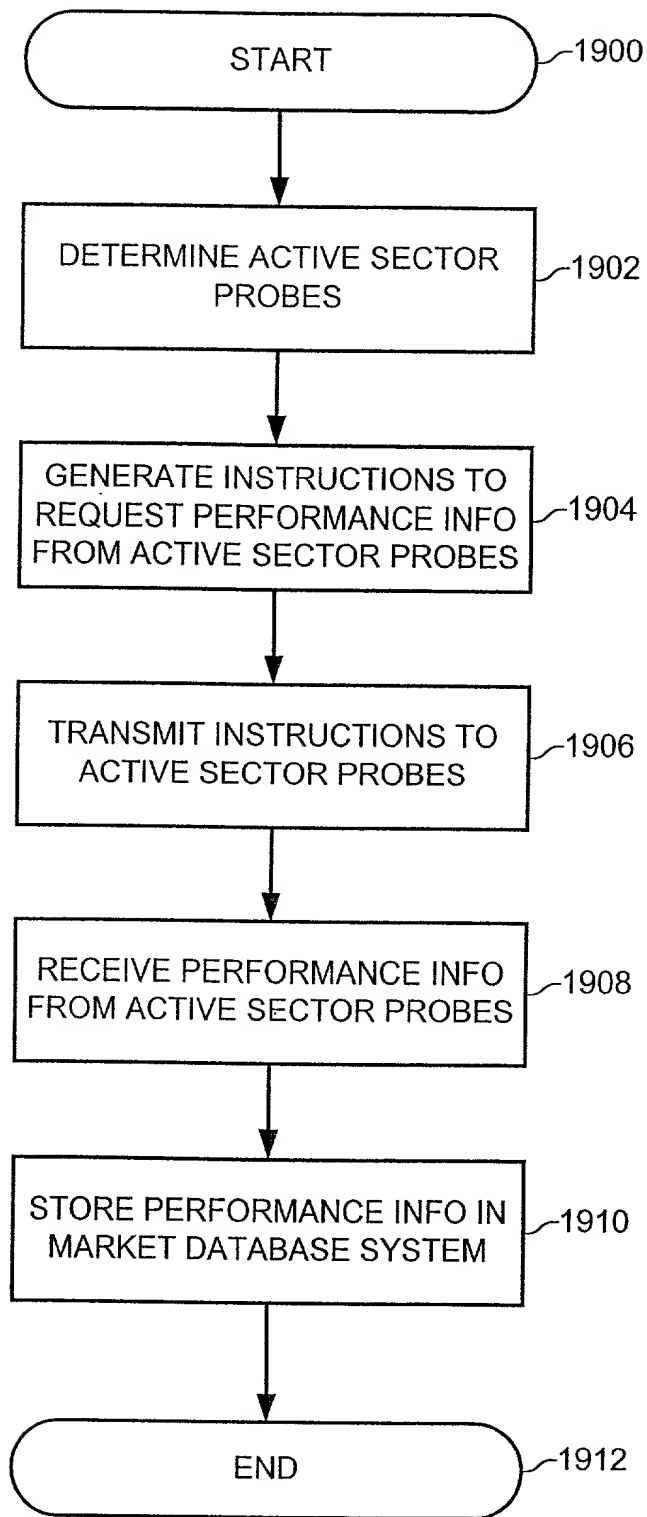 START
1900
DETERMINE ACTIVE SECTOR
PROBES
1902
GENERATE INSTRUCTIONS TO
REQUEST PERFORMANCE INFO
FROM ACTIVE SECTOR PROBES
1904
TRANSMIT INSTRUCTIONS TO
ACTIVE SECTOR PROBES
1906
RECEIVE PERFORMANCE INFO
FROM ACTIVE SECTOR PROBES
1908
STORE PERFORMANCE INFO IN
MARKET DATABASE SYSTEM
1910
END
1912